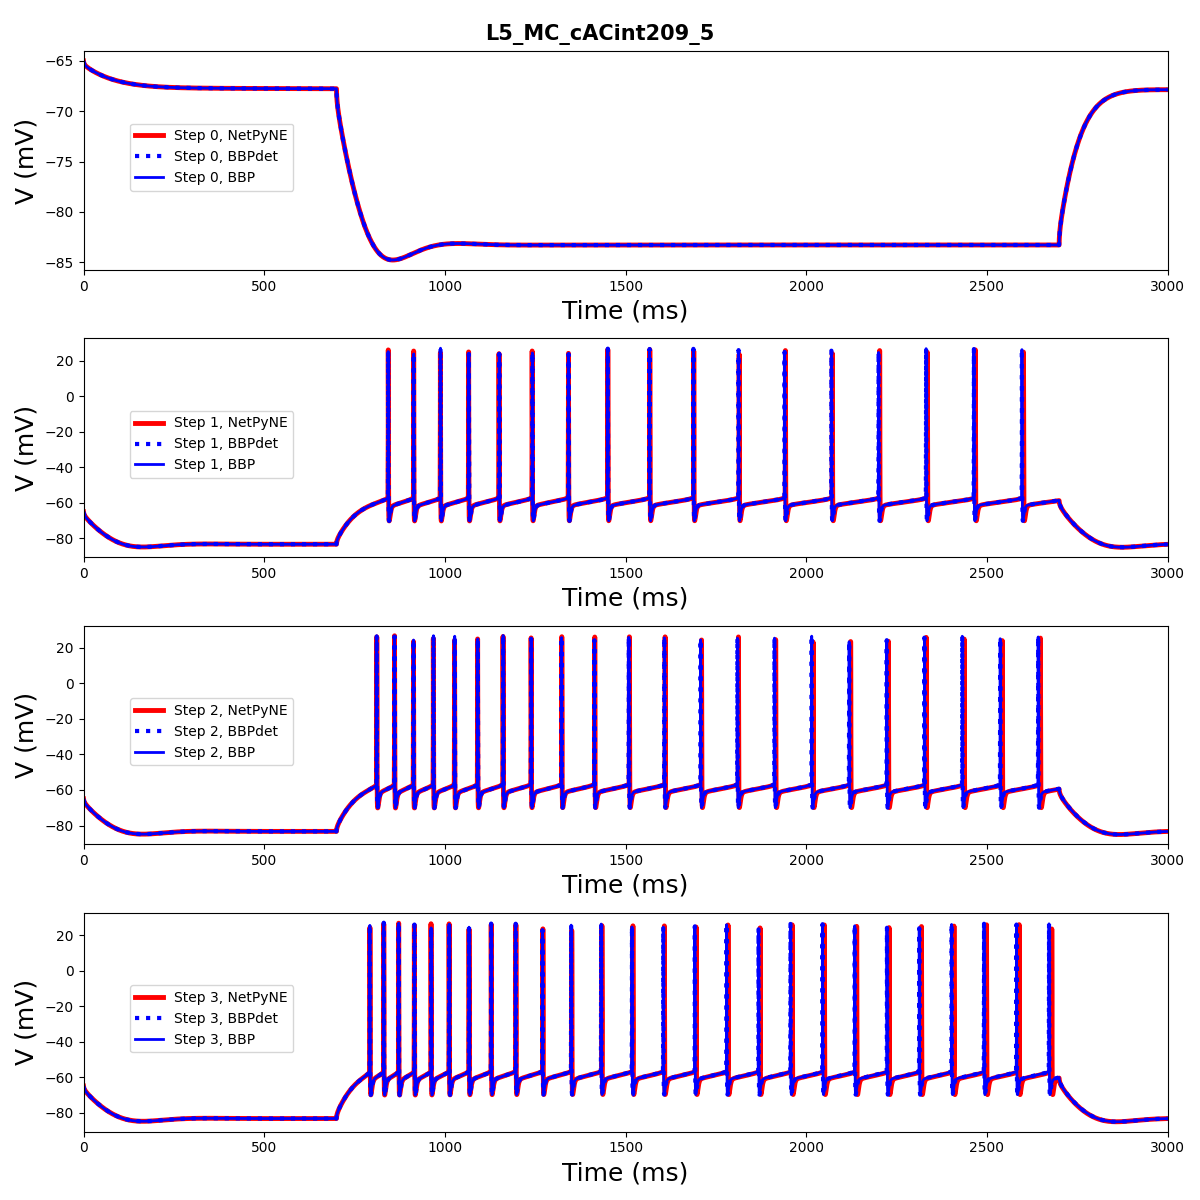 L5_MC_cACint209_5
−65
−70
−75
−80
−85
V (mV)
Step 0, NetPyNE
Step 0, BBPdet
Step 0, BBP
0 500 1000 1500 2000 2500 3000
Time (ms)
20
0
−20
−40
−60
−80
V (mV)
Step 1, NetPyNE
Step 1, BBPdet
Step 1, BBP
0 500 1000 1500 2000 2500 3000
Time (ms)
20
0
−20
−40
−60
−80
V (mV)
Step 2, NetPyNE
Step 2, BBPdet
Step 2, BBP
0 500 1000 1500 2000 2500 3000
Time (ms)
20
0
−20
−40
−60
−80
V (mV)
Step 3, NetPyNE
Step 3, BBPdet
Step 3, BBP
0 500 1000 1500 2000 2500 3000
Time (ms)